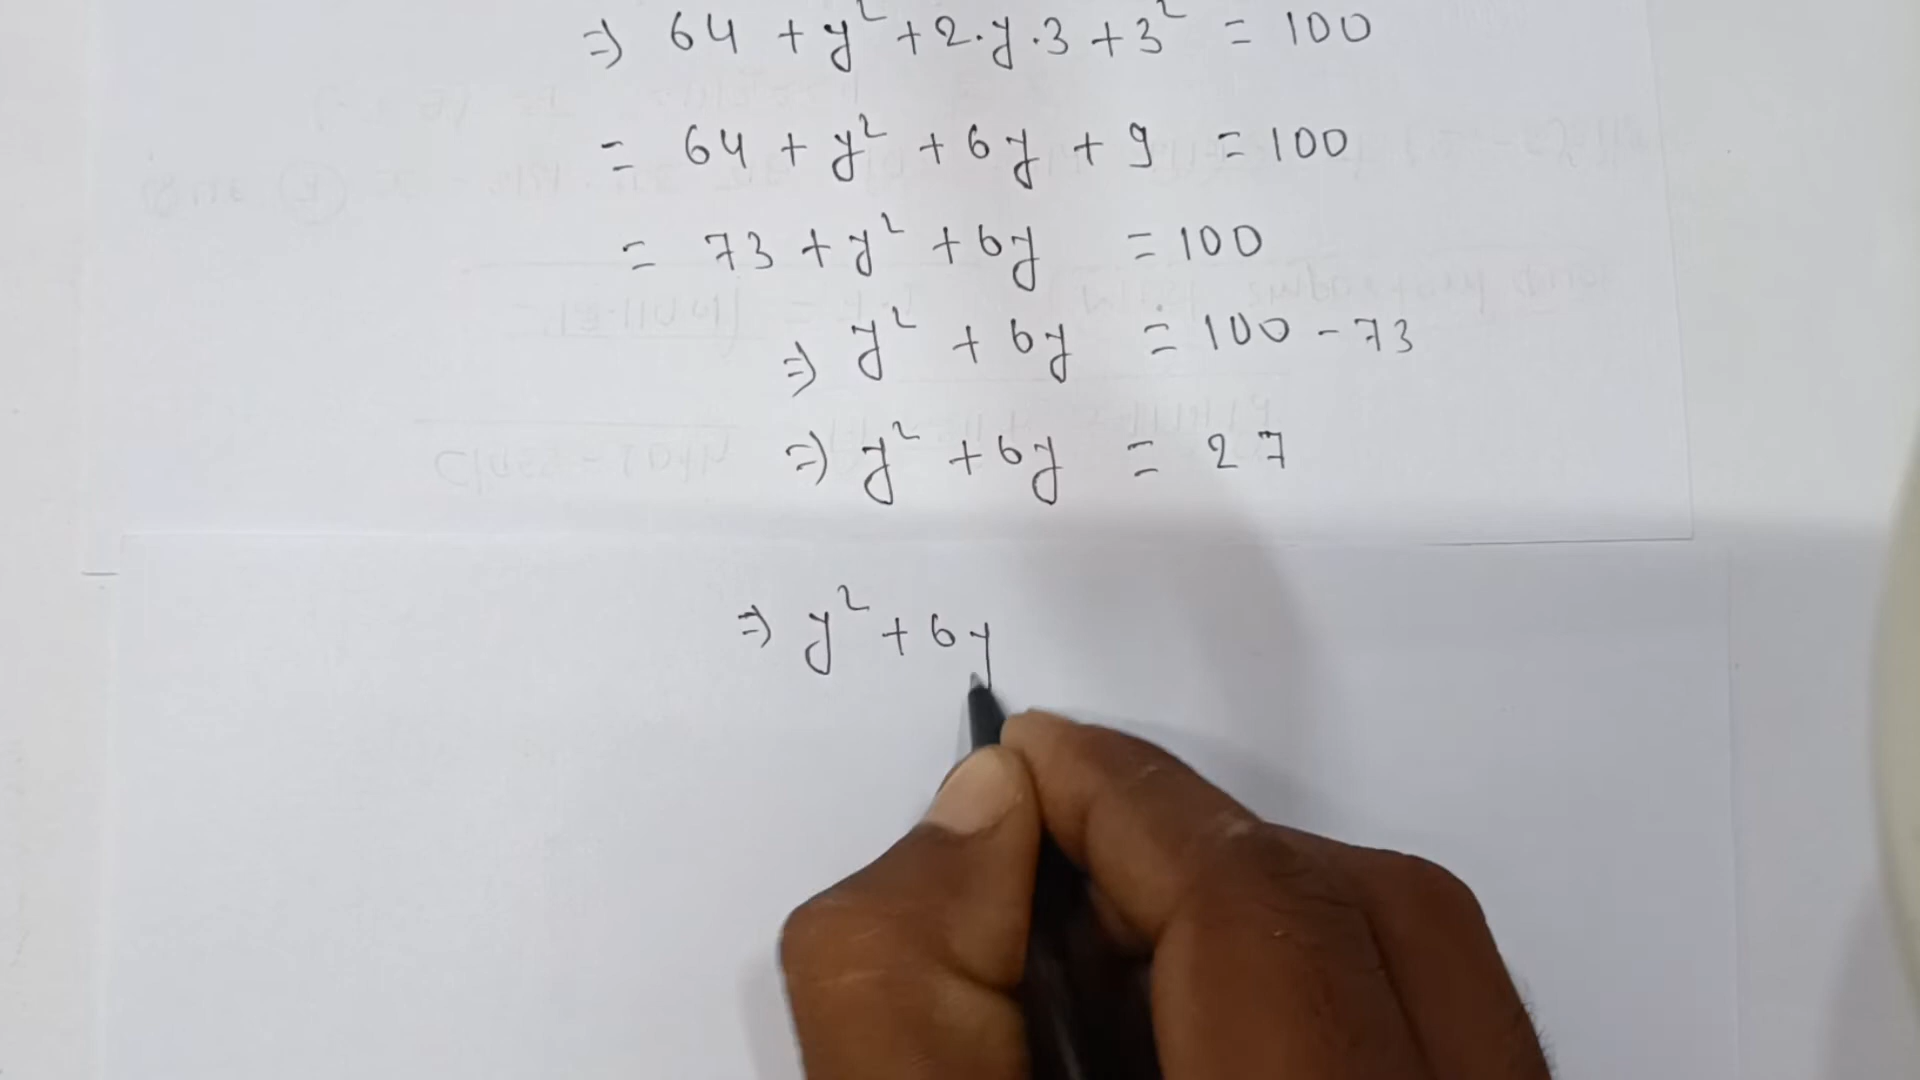 ⇒ 64 + y² + 2·y·3 + 3² = 100
= 64 + y² + 6y + 9 = 100
= 73 + y² + 6y = 100
⇒ y² + 6y = 100 - 73
⇒ y² + 6y = 27
⇒ y² + 6y